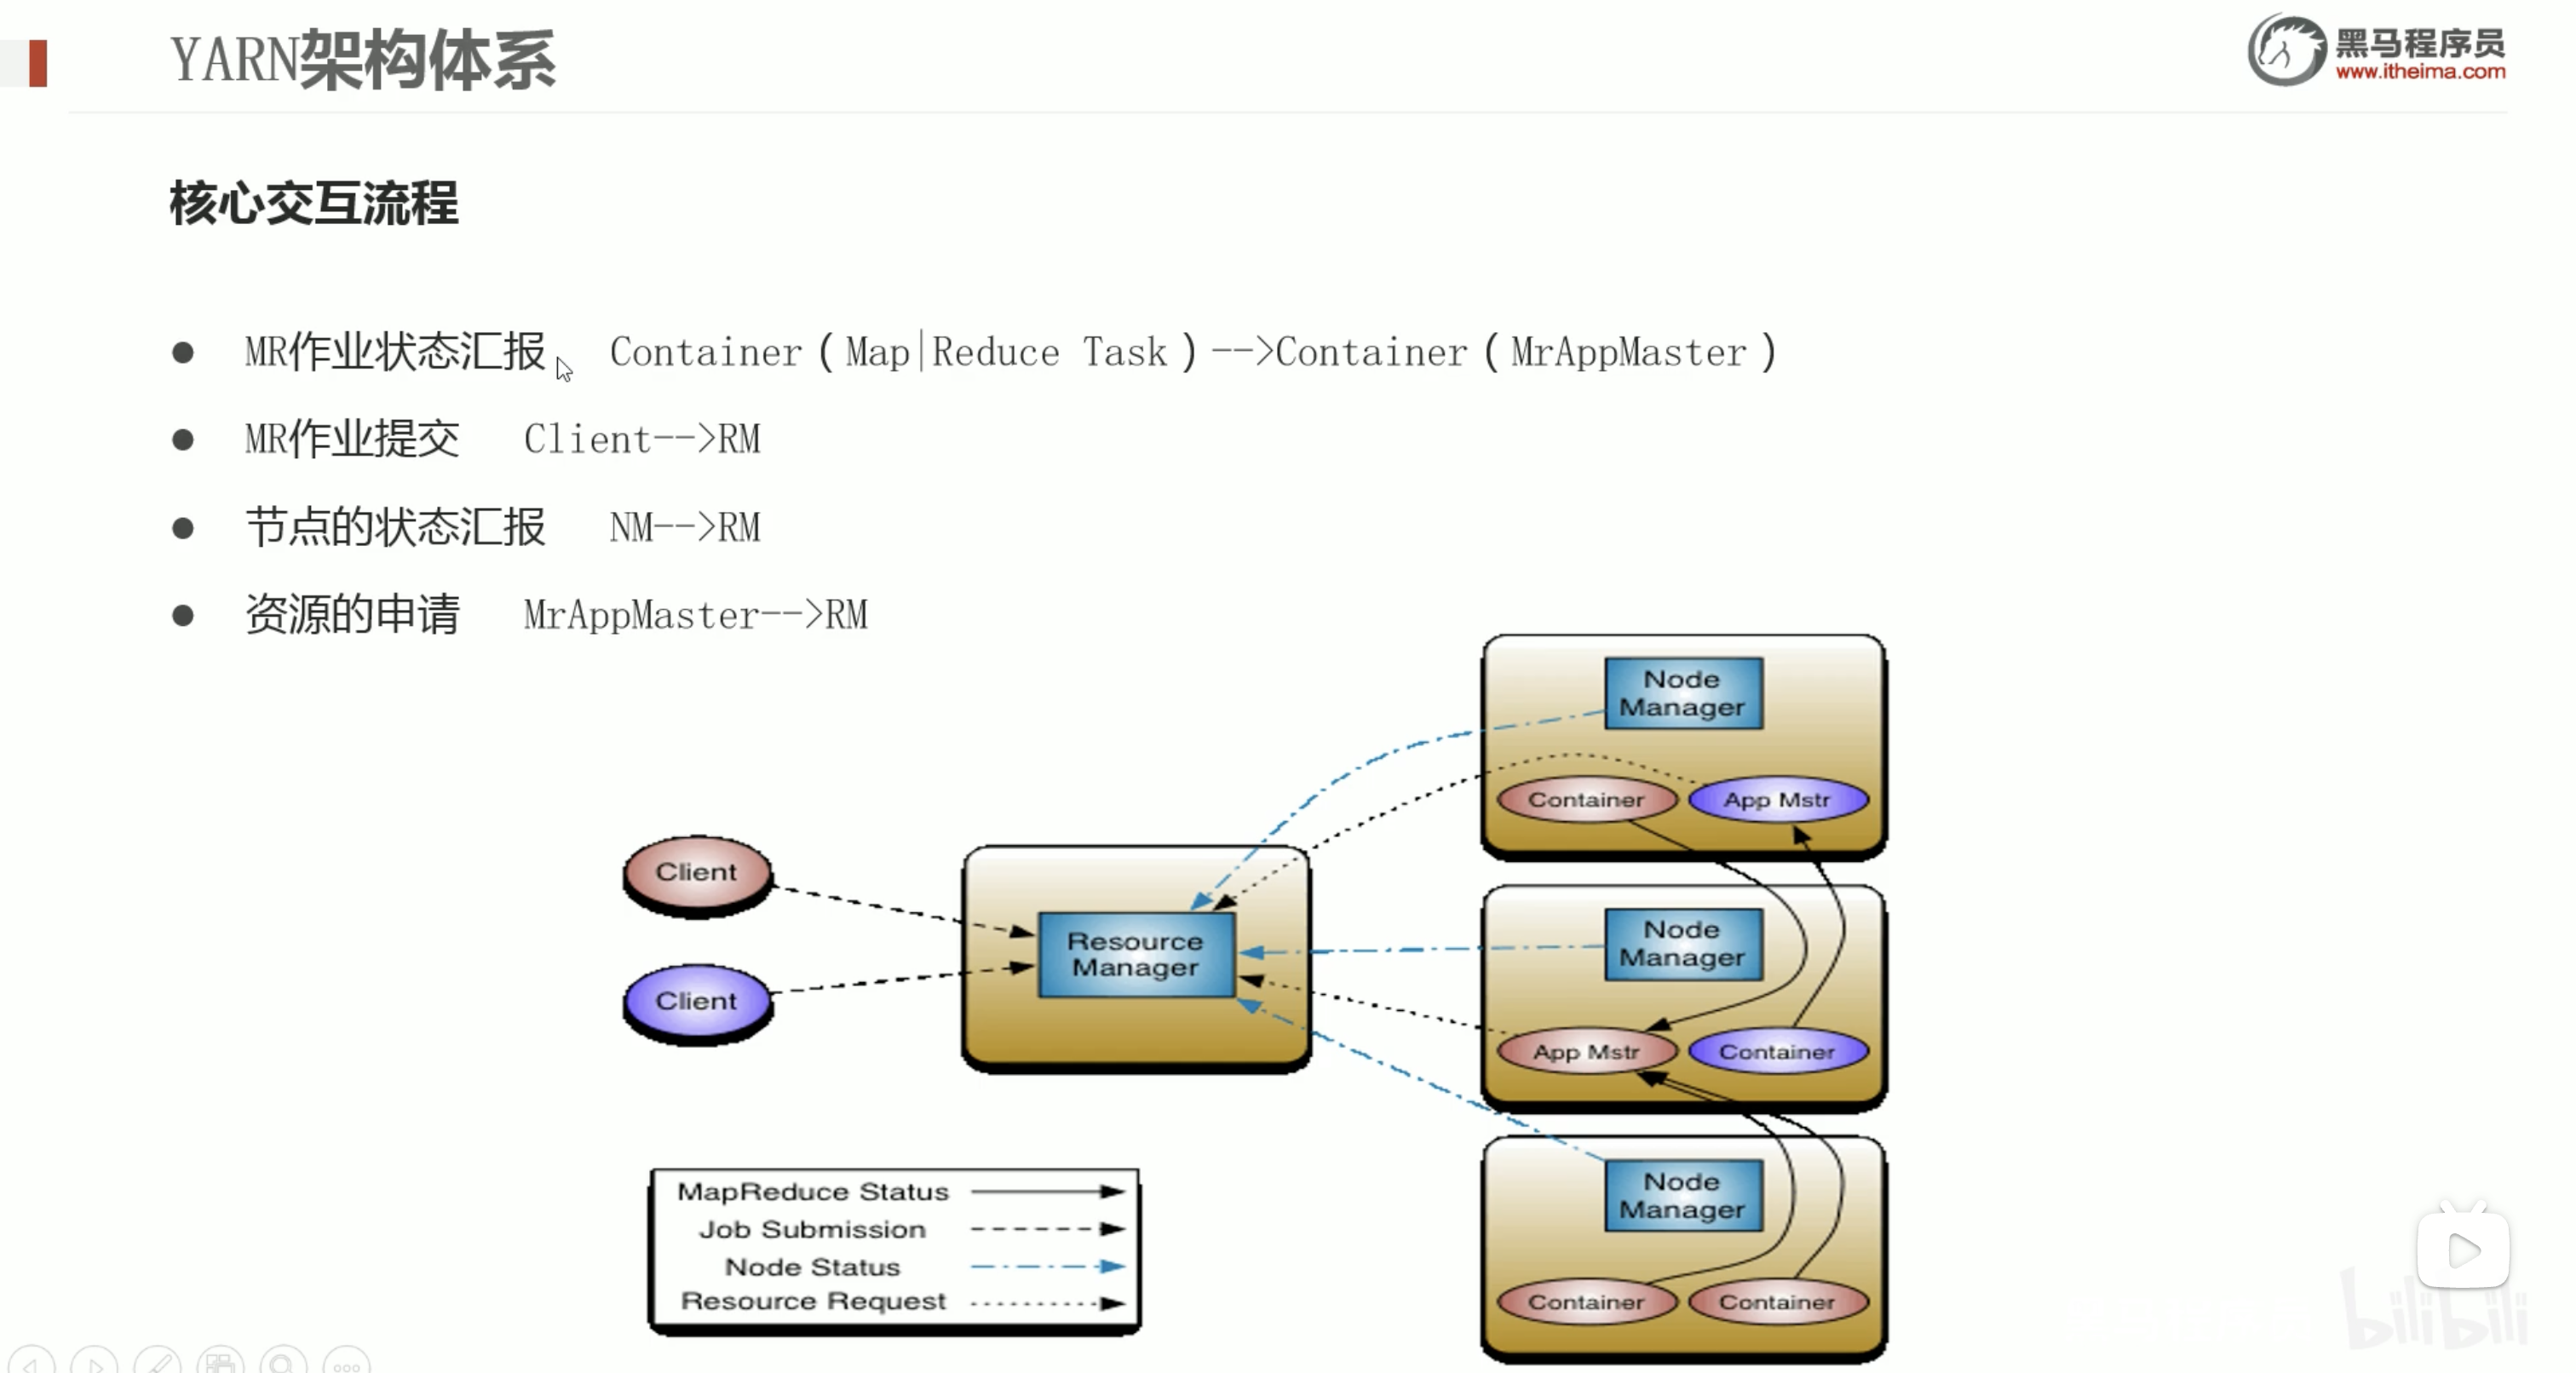 YARN架构体系
黑马程序员
www.itheima.com
核心交互流程
MR作业状态汇报 Container(Map|Reduce Task)-->Container(MrAppMaster)
MR作业提交 Client-->RM
节点的状态汇报 NM-->RM
资源的申请 MrAppMaster-->RM
Node
Manager
Container
App Mstr
Client
Client
Resource
Manager
Node
Manager
App Mstr
Container
Node
Manager
Container
Container
MapReduce Status
Job Submission
Node Status
Resource Request
bilibili